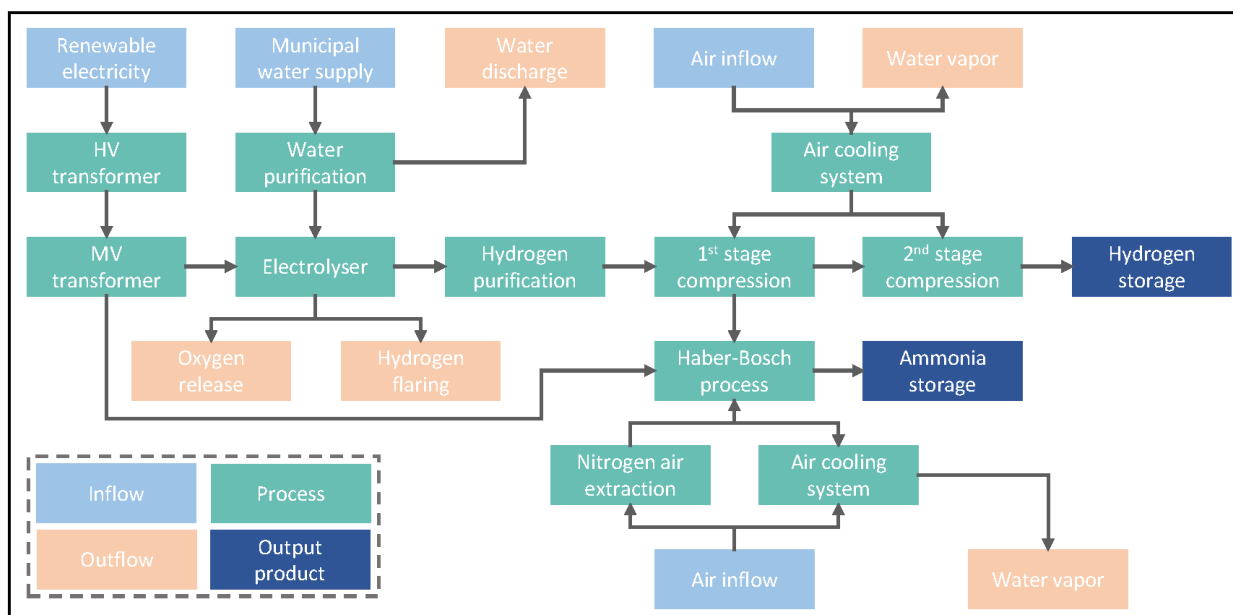 Renewable
electricity
Municipal
water supply
Water
discharge
Air inflow
Water vapor
HV
transformer
Water
purification
Air cooling
system
MV
transformer
Electrolyser
Hydrogen
purification
1st stage
compression
2nd stage
compression
Hydrogen
storage
Oxygen
release
Hydrogen
flaring
Haber-Bosch
process
Ammonia
storage
Nitrogen air
extraction
Air cooling
system
Air inflow
Water vapor
Inflow
Process
Outflow
Output
product